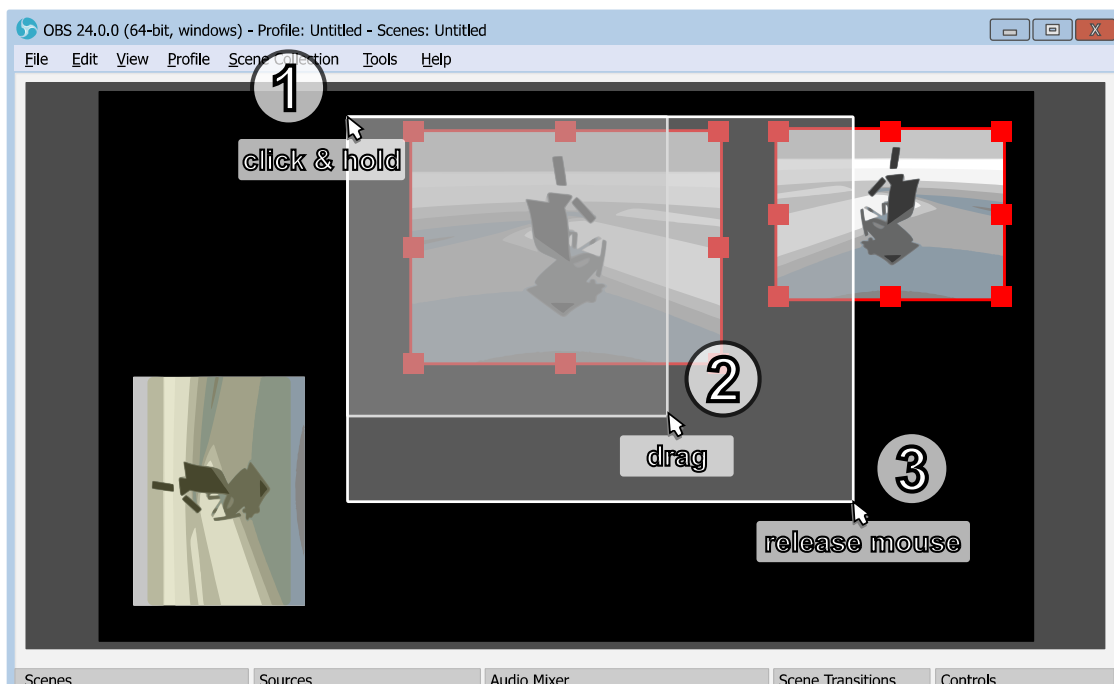 OBS 24.0.0 (64-bit, windows) - Profile: Untitled - Scenes: Untitled
File Edit View Profile Scene Collection Tools Help
1
click & hold
2
drag
3
release mouse
Scenes Sources Audio Mixer Scene Transitions Controls